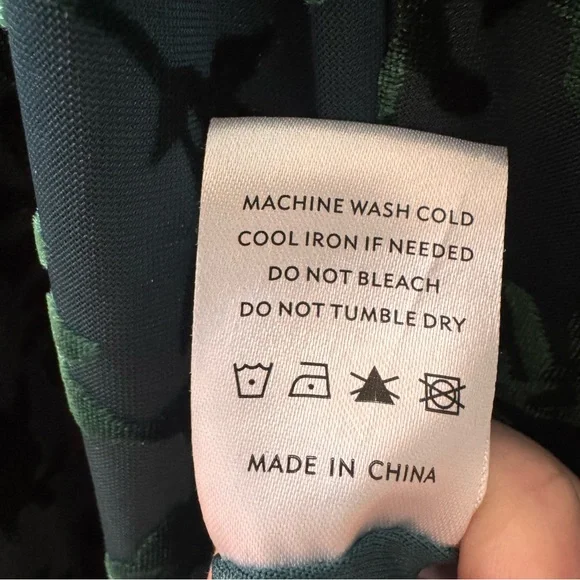 MACHINE WASH COLD
COOL IRON IF NEEDED
DO NOT BLEACH
DO NOT TUMBLE DRY
MADE IN CHINA